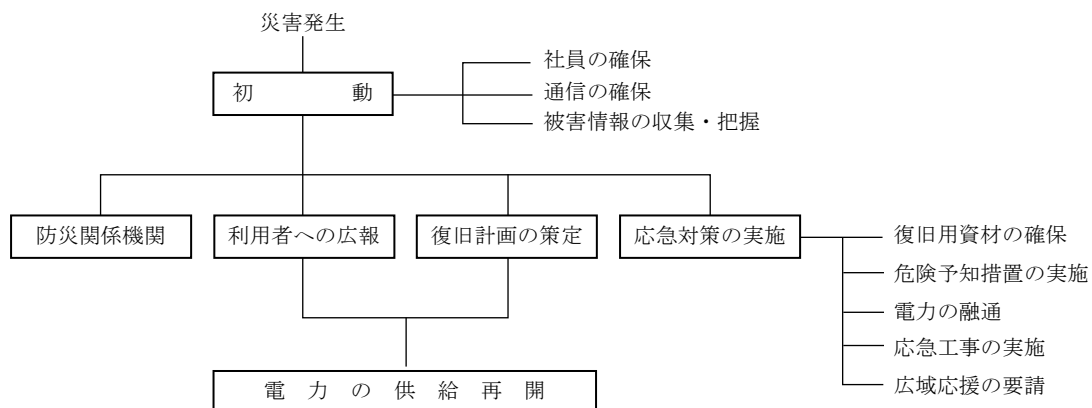 災害発生
初動
社員の確保
通信の確保
被害情報の収集・把握
防災関係機関
利用者への広報
復旧計画の策定
応急対策の実施
復旧用資材の確保
危険予知措置の実施
電力の融通
応急工事の実施
広域応援の要請
電力の供給再開